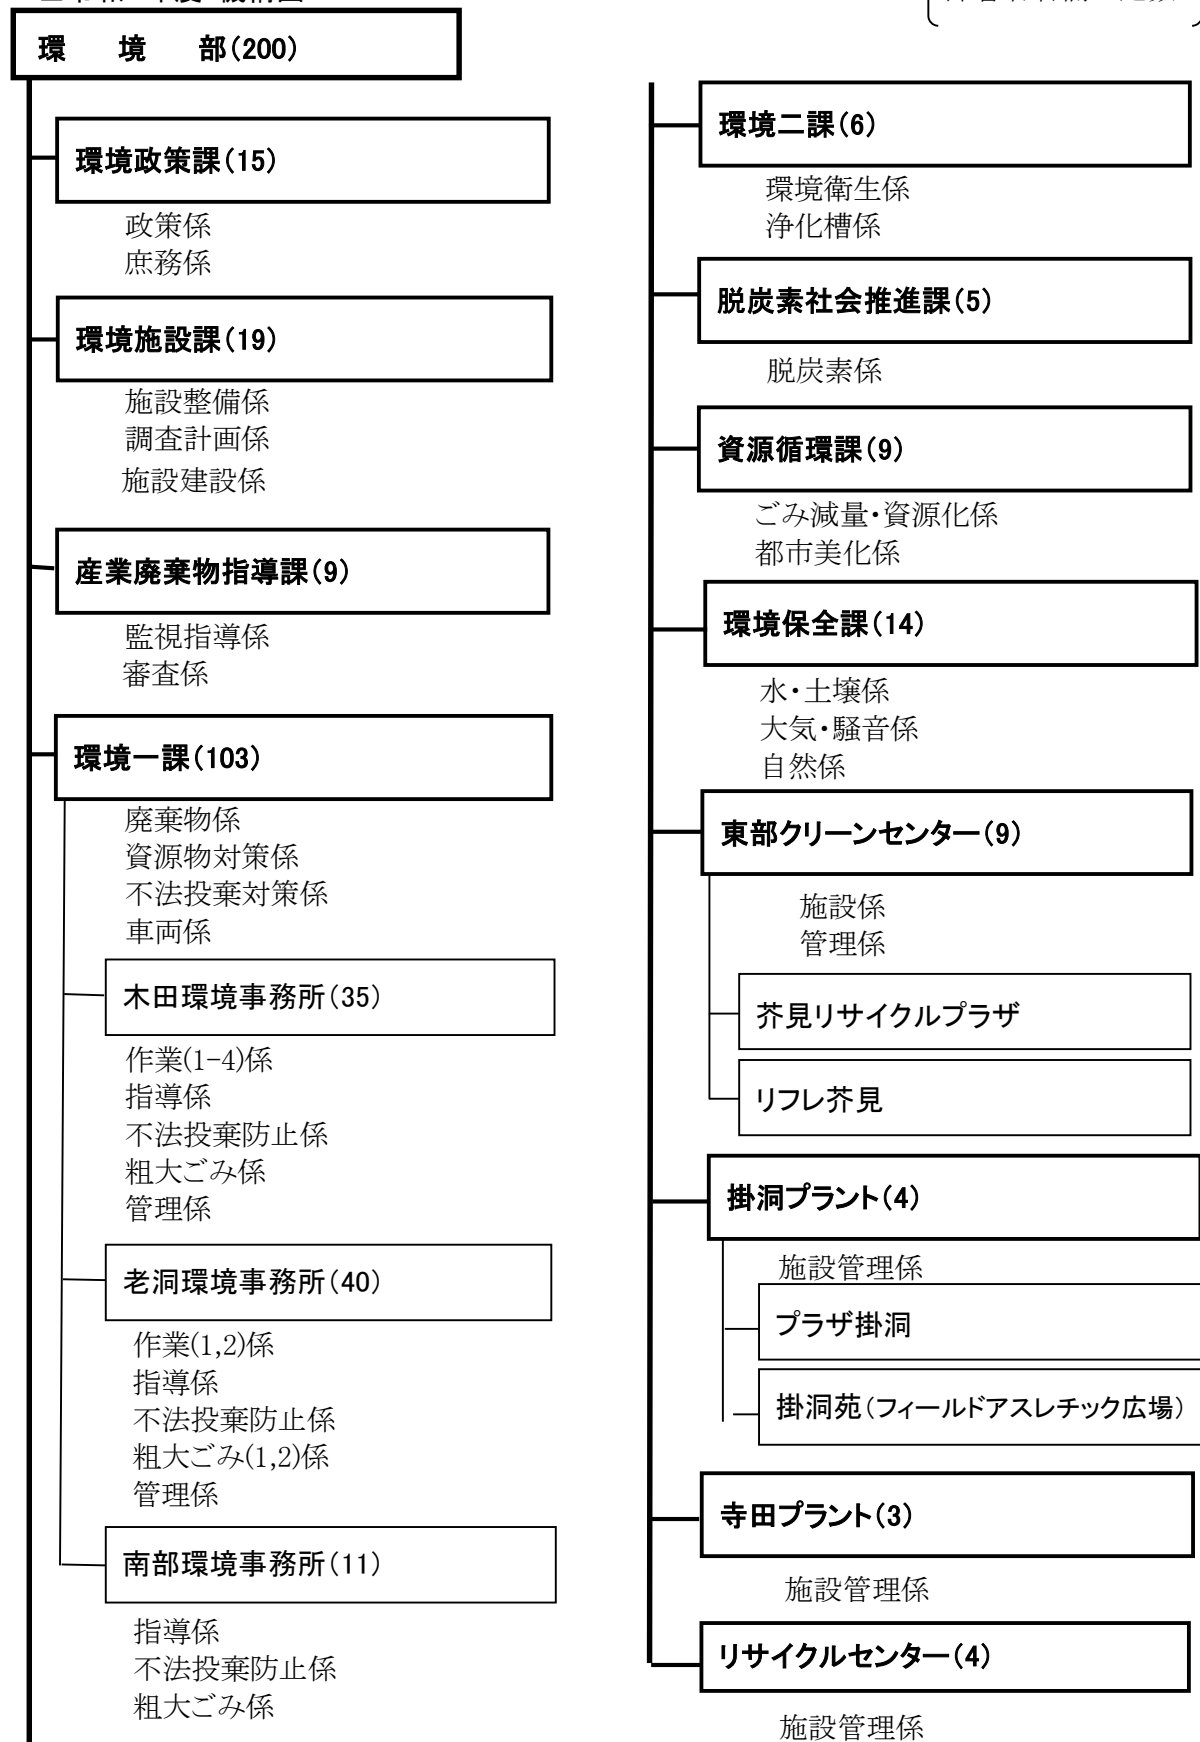 環 境 部(200)
環境政策課(15)
政策係
庶務係
環境施設課(19)
施設整備係
調査計画係
施設建設係
産業廃棄物指導課(9)
監視指導係
審査係
環境一課(103)
廃棄物係
資源物対策係
不法投棄対策係
車両係
木田環境事務所(35)
作業(1-4)係
指導係
不法投棄防止係
粗大ごみ係
管理係
老洞環境事務所(40)
作業(1,2)係
指導係
不法投棄防止係
粗大ごみ(1,2)係
管理係
南部環境事務所(11)
指導係
不法投棄防止係
粗大ごみ係
環境二課(6)
環境衛生係
浄化槽係
脱炭素社会推進課(5)
脱炭素係
資源循環課(9)
ごみ減量・資源化係
都市美化係
環境保全課(14)
水・土壌係
大気・騒音係
自然係
東部クリーンセンター(9)
施設係
管理係
芥見リサイクルプラザ
リフレ芥見
掛洞プラント(4)
施設管理係
プラザ掛洞
掛洞苑(フィールドアスレチック広場)
寺田プラント(3)
施設管理係
リサイクルセンター(4)
施設管理係